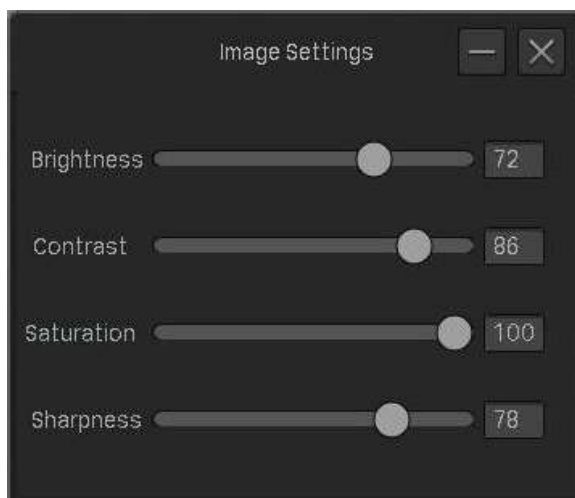 Image Settings
Brightness 72
Contrast 86
Saturation 100
Sharpness 78